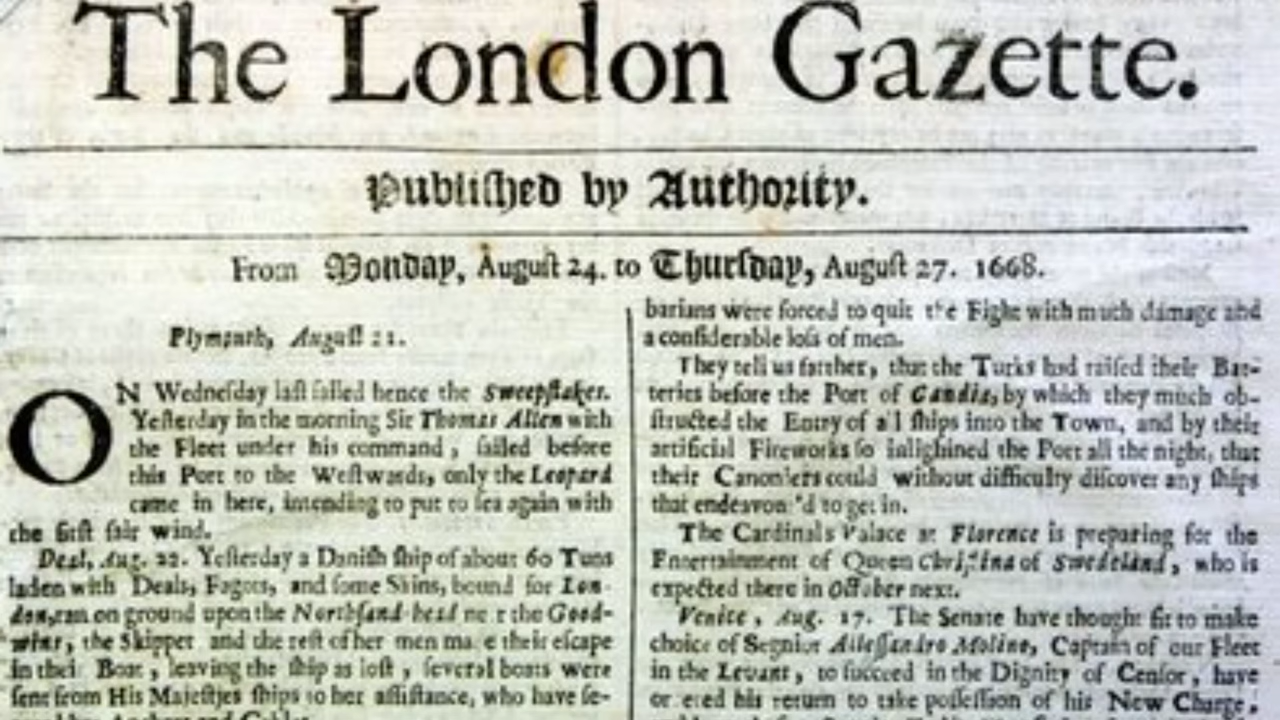 The London Gazette.
Publiſhed by Authority.
From Monday, Auguſt 24. to Thurſday, Auguſt 27. 1668.
Plymouth, Auguſt 21.
ON Wedneſday laſt ſailed hence the Sweepſtakes.
Yeſterday in the morning Sir Thomas Allen with
the Fleet under his command, ſailed before
this Port to the Weſtwards, only the Leopard
came in here, intending to put to ſea again with
the firſt fair wind.
Deal, Aug. 22. Yeſterday a Daniſh ſhip of about 60 Tuns
laden with Deals, Fagots, and ſome Skins, bound for Lon-
don, ran on ground upon the Northſand-head the Good-
wins, the Skipper and the reſt of her men their eſcape
in their Boat, leaving the ſhip as loſt, ſeveral boats were
ſent from His Majeſties ſhips to her aſſiſtance, who have ſe-
barians were forced to quit the Fight with much damage and
a conſiderable loſs of men.
They tell us farther, that the Turks had raiſed their Bat-
teries before the Port of Candia, by which they much ob-
ſtructed the Entry of all ſhips into the Town, and by their
artificial Fireworks ſo inlighined the Port all the night, that
their Canoniers could without difficulty diſcover any ſhips
that endeavour'd to get in.
The Cardinals Palace at Florence is preparing for the
Entertainment of Queen Chriſtina of Swedeland, who is
expected there in October next.
Venice, Aug. 17. The Senate have thought fit to make
choice of Segnior Alleſſandro Molino, Captain of our Fleet
in the Levant, to ſucceed in the Dignity of Cenſor, have
his return to take poſſeſſion of his New Charge,